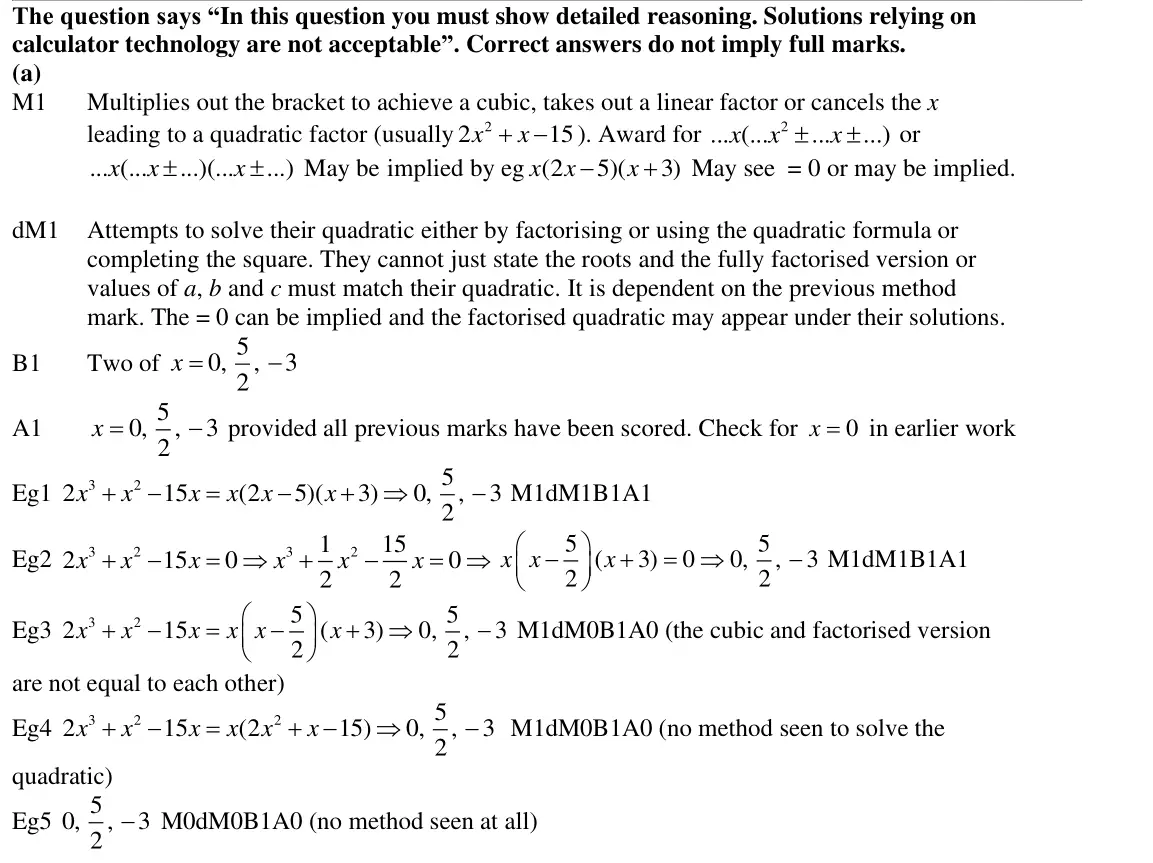 The question says “In this question you must show detailed reasoning. Solutions relying on
calculator technology are not acceptable”. Correct answers do not imply full marks.
(a)
M1 Multiplies out the bracket to achieve a cubic, takes out a linear factor or cancels the x
leading to a quadratic factor (usually 2x² + x − 15 ). Award for ...x(...x² ± ...x ± ...) or
...x(...x ± ...)(...x ± ...) May be implied by eg x(2x − 5)(x + 3) May see = 0 or may be implied.
dM1 Attempts to solve their quadratic either by factorising or using the quadratic formula or
completing the square. They cannot just state the roots and the fully factorised version or
values of a, b and c must match their quadratic. It is dependent on the previous method
mark. The = 0 can be implied and the factorised quadratic may appear under their solutions.
B1 Two of x = 0, 5/2, − 3
A1 x = 0, 5/2, − 3 provided all previous marks have been scored. Check for x = 0 in earlier work
Eg1 2x³ + x² − 15x = x(2x − 5)(x + 3) ⇒ 0, 5/2, − 3 M1dM1B1A1
Eg2 2x³ + x² − 15x = 0 ⇒ x³ + 1/2 x² − 15/2 x = 0 ⇒ x(x − 5/2)(x + 3) = 0 ⇒ 0, 5/2, − 3 M1dM1B1A1
Eg3 2x³ + x² − 15x = x(x − 5/2)(x + 3) ⇒ 0, 5/2, − 3 M1dM0B1A0 (the cubic and factorised version
are not equal to each other)
Eg4 2x³ + x² − 15x = x(2x² + x − 15) ⇒ 0, 5/2, − 3 M1dM0B1A0 (no method seen to solve the
quadratic)
Eg5 0, 5/2, − 3 M0dM0B1A0 (no method seen at all)